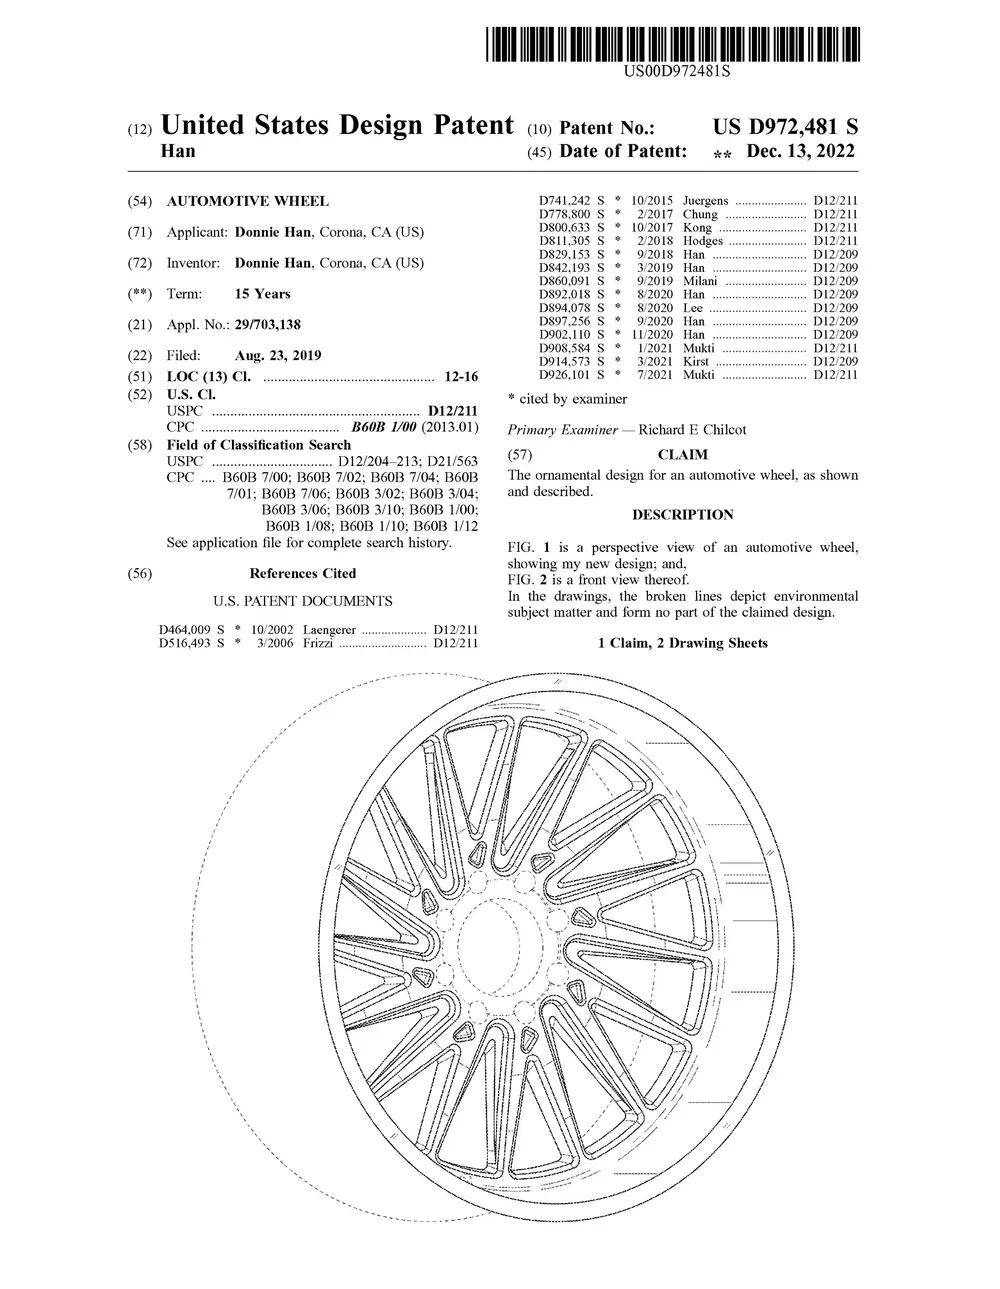 US00D972481S
(12) United States Design Patent
Han
(10) Patent No.: US D972,481 S
(45) Date of Patent: ** Dec. 13, 2022
(54) AUTOMOTIVE WHEEL
(71) Applicant: Donnie Han, Corona, CA (US)
(72) Inventor: Donnie Han, Corona, CA (US)
(**) Term: 15 Years
(21) Appl. No.: 29/703,138
(22) Filed: Aug. 23, 2019
(51) LOC (13) Cl. .............................................. 12-16
(52) U.S. Cl.
USPC ........................................................ D12/211
CPC ..................................... B60B 1/00 (2013.01)
(58) Field of Classification Search
USPC ................................ D12/204–213; D21/563
CPC .... B60B 7/00; B60B 7/02; B60B 7/04; B60B
7/01; B60B 7/06; B60B 3/02; B60B 3/04;
B60B 3/06; B60B 3/10; B60B 1/00;
B60B 1/08; B60B 1/10; B60B 1/12
See application file for complete search history.
(56) References Cited
U.S. PATENT DOCUMENTS
D464,009 S * 10/2002 Laengerer .................... D12/211
D516,493 S * 3/2006 Frizzi ........................... D12/211
D741,242 S * 10/2015 Juergens ...................... D12/211
D778,800 S * 2/2017 Chung ......................... D12/211
D800,633 S * 10/2017 Kong ........................... D12/211
D811,305 S * 2/2018 Hodges ........................ D12/211
D829,153 S * 9/2018 Han ............................. D12/209
D842,193 S * 3/2019 Han ............................. D12/209
D860,091 S * 9/2019 Milani ......................... D12/209
D892,018 S * 8/2020 Han ............................. D12/209
D894,078 S * 8/2020 Lee .............................. D12/209
D897,256 S * 9/2020 Han ............................. D12/209
D902,110 S * 11/2020 Han ............................. D12/209
D908,584 S * 1/2021 Mukti .......................... D12/211
D914,573 S * 3/2021 Kirst ............................ D12/209
D926,101 S * 7/2021 Mukti .......................... D12/211
* cited by examiner
Primary Examiner — Richard E Chilcot
(57) CLAIM
The ornamental design for an automotive wheel, as shown
and described.
DESCRIPTION
FIG. 1 is a perspective view of an automotive wheel,
showing my new design; and,
FIG. 2 is a front view thereof.
In the drawings, the broken lines depict environmental
subject matter and form no part of the claimed design.
1 Claim, 2 Drawing Sheets